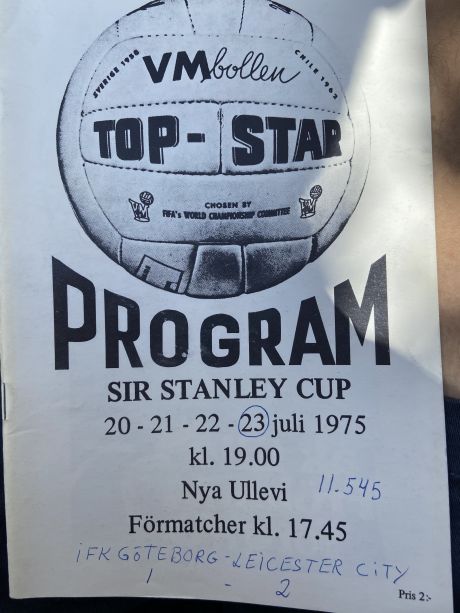 SVERIGE 1958
VMbollen
CHILE 1962
TOP-STAR
CHOSEN BY
FIFA's WORLD CHAMPIONSHIP COMMITTEE
PROGRAM
SIR STANLEY CUP
20 - 21 - 22 - 23 juli 1975
kl. 19.00
Nya Ullevi 11.545
Förmatcher kl. 17.45
IFK GÖTEBORG - LEICESTER CITY
1 - 2
Pris 2:-